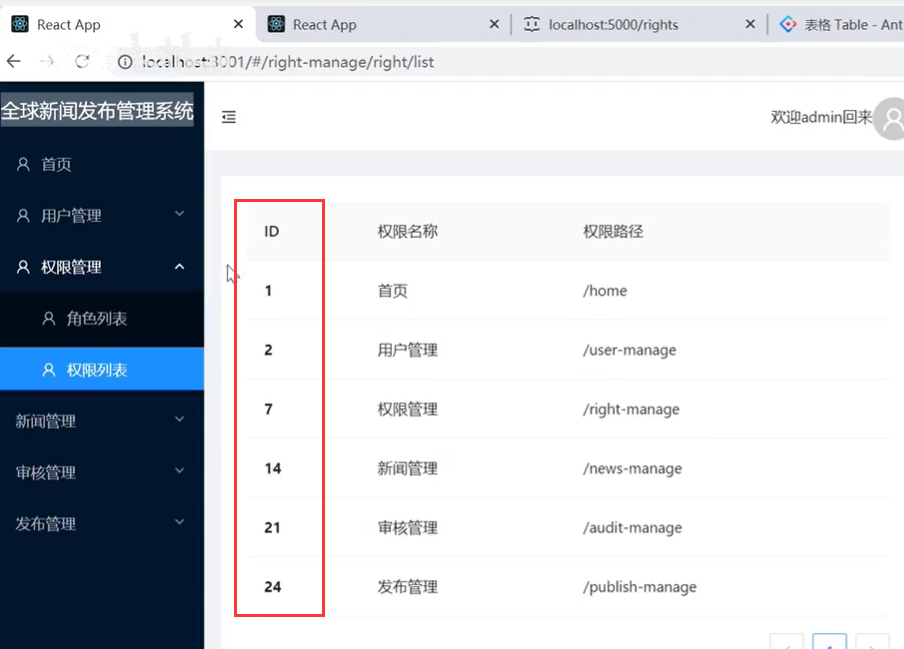 React App
React App
localhost:5000/rights
表格 Table - Ant
localhost:3001/#/right-manage/right/list
全球新闻发布管理系统
欢迎admin回来
首页
用户管理
权限管理
角色列表
权限列表
新闻管理
审核管理
发布管理
ID 权限名称 权限路径
1 首页 /home
2 用户管理 /user-manage
7 权限管理 /right-manage
14 新闻管理 /news-manage
21 审核管理 /audit-manage
24 发布管理 /publish-manage
1